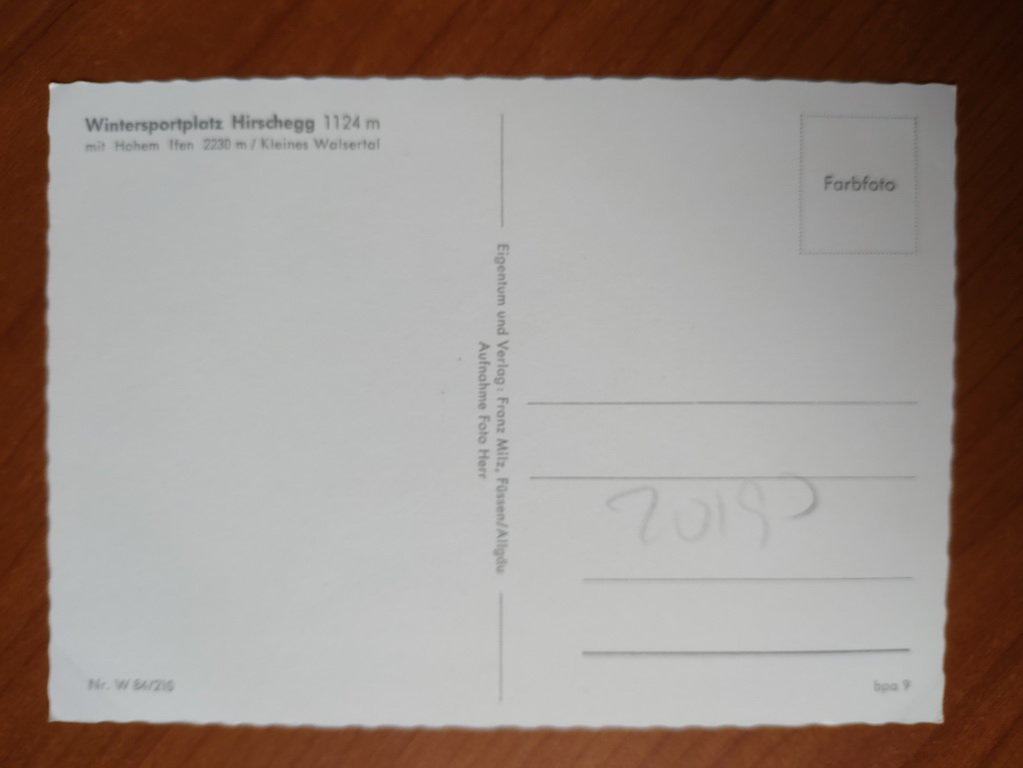 Wintersportplatz Hirschegg 1124 m
mit Hohem Ifen 2230 m / Kleines Walsertal
Farbfoto
Eigentum und Verlag: Franz Milz, Füssen/Allgäu
Aufnahme Foto Herr
Nr. W 84/210
bpa 9